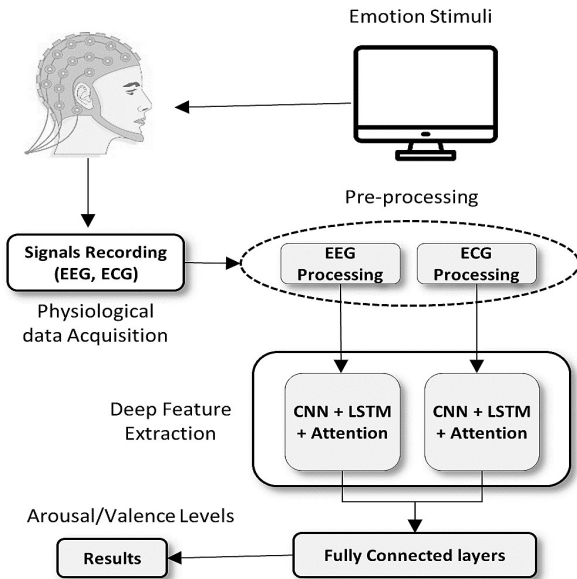 Emotion Stimuli
Pre-processing
Signals Recording
(EEG, ECG)
EEG
Processing
ECG
Processing
Physiological
data Acquisition
Deep Feature
Extraction
CNN + LSTM
+ Attention
CNN + LSTM
+ Attention
Arousal/Valence Levels
Results
Fully Connected layers